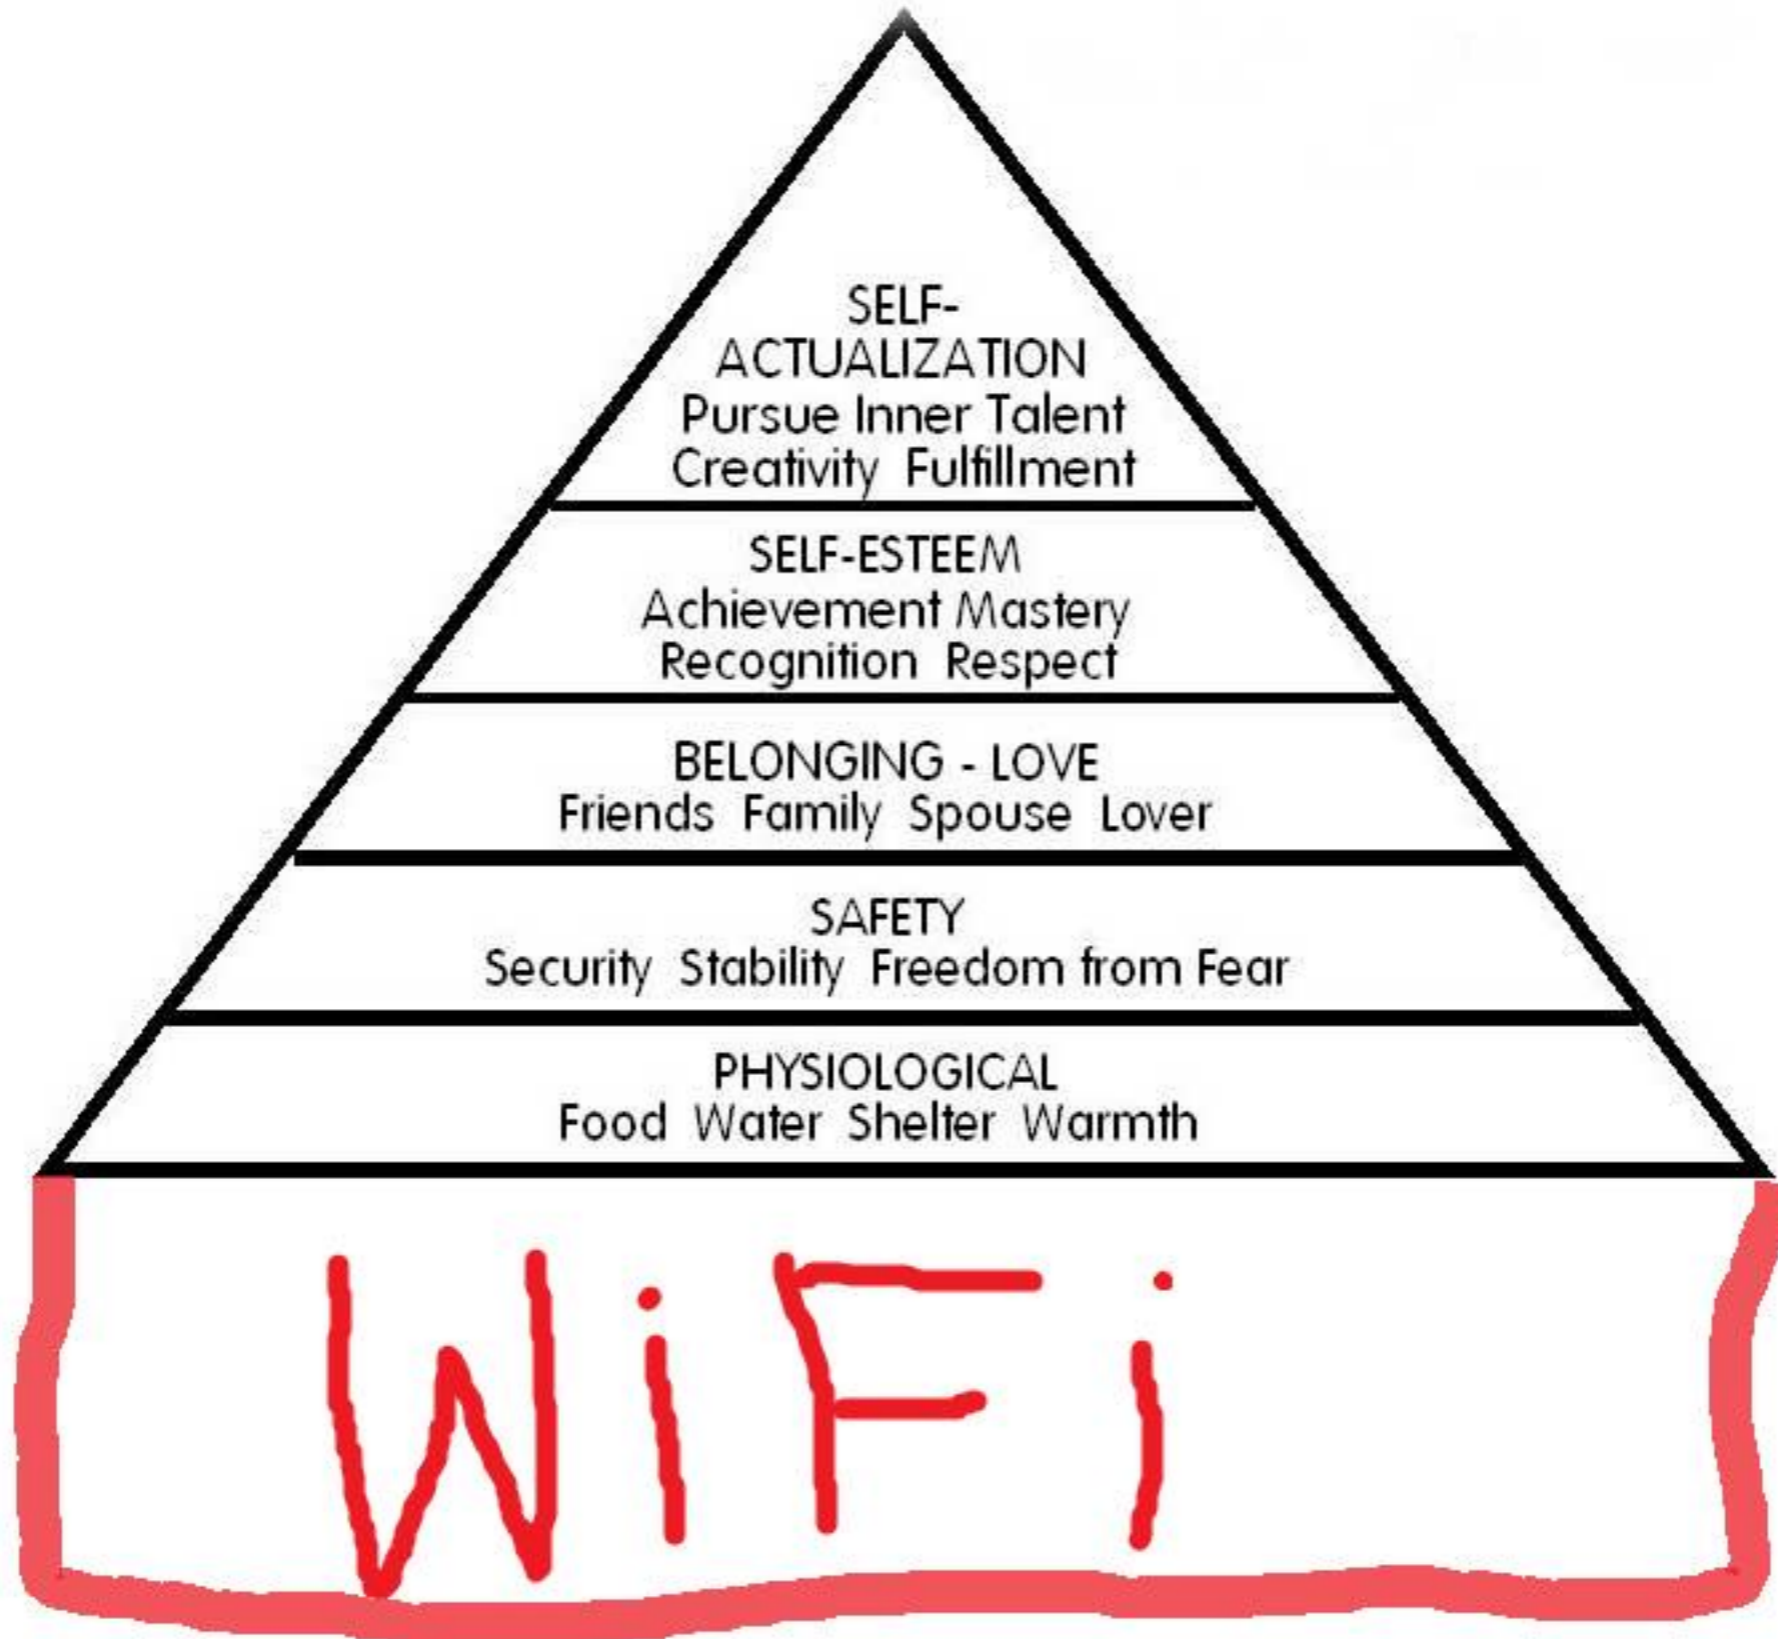 SELF-
ACTUALIZATION
Pursue Inner Talent
Creativity Fulfillment
SELF-ESTEEM
Achievement Mastery
Recognition Respect
BELONGING - LOVE
Friends Family Spouse Lover
SAFETY
Security Stability Freedom from Fear
PHYSIOLOGICAL
Food Water Shelter Warmth
WiFi